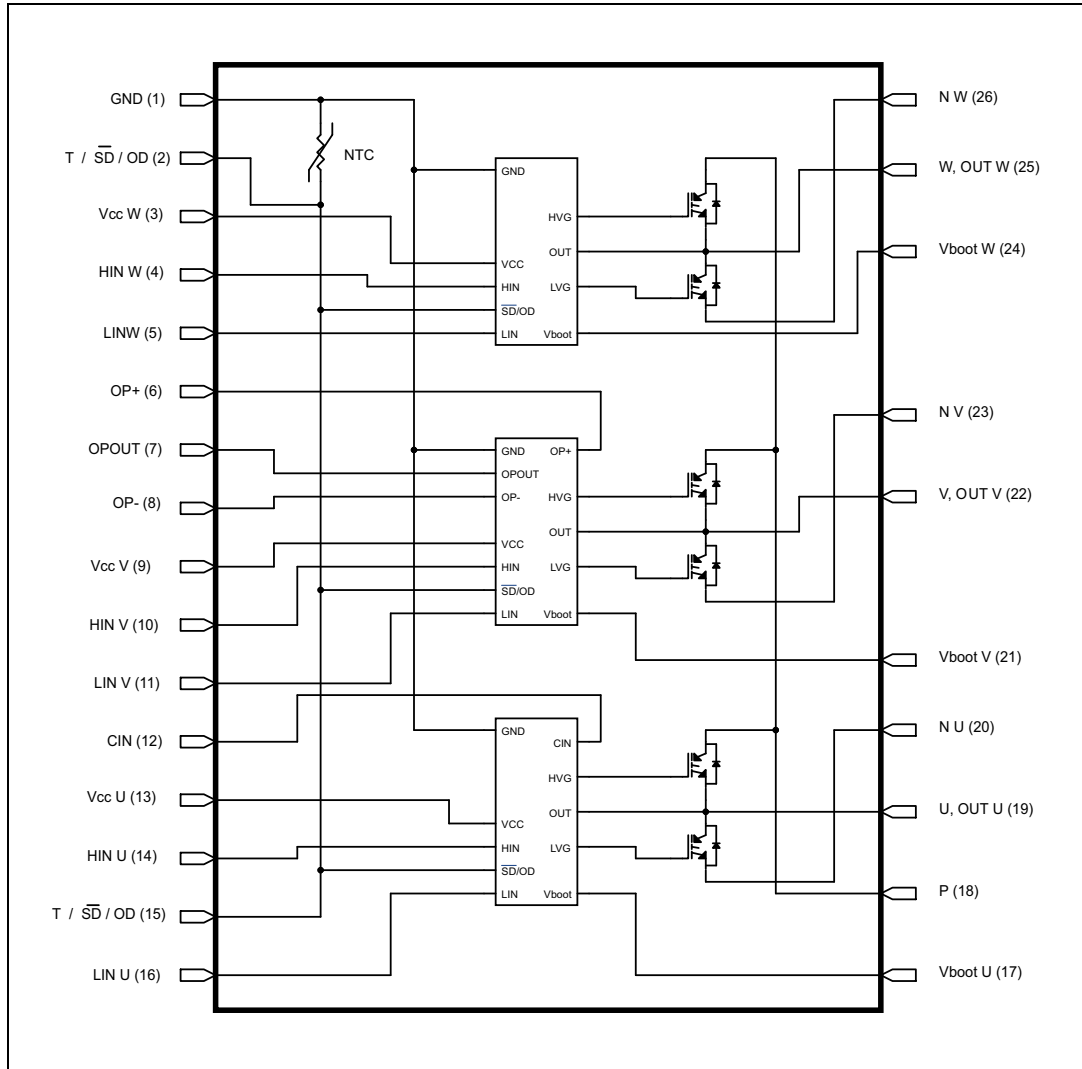 GND (1)
T / SD / OD (2)
Vcc W (3)
HIN W (4)
LINW (5)
OP+ (6)
OPOUT (7)
OP- (8)
Vcc V (9)
HIN V (10)
LIN V (11)
CIN (12)
Vcc U (13)
HIN U (14)
T / SD / OD (15)
LIN U (16)
NTC
GND
HVG
OUT
VCC
HIN
LVG
SD/OD
LIN Vboot
GND OP+
OPOUT
OP- HVG
OUT
VCC
HIN LVG
SD/OD
LIN Vboot
GND
CIN
HVG
OUT
VCC
HIN LVG
SD/OD
LIN Vboot
N W (26)
W, OUT W (25)
Vboot W (24)
N V (23)
V, OUT V (22)
Vboot V (21)
N U (20)
U, OUT U (19)
P (18)
Vboot U (17)